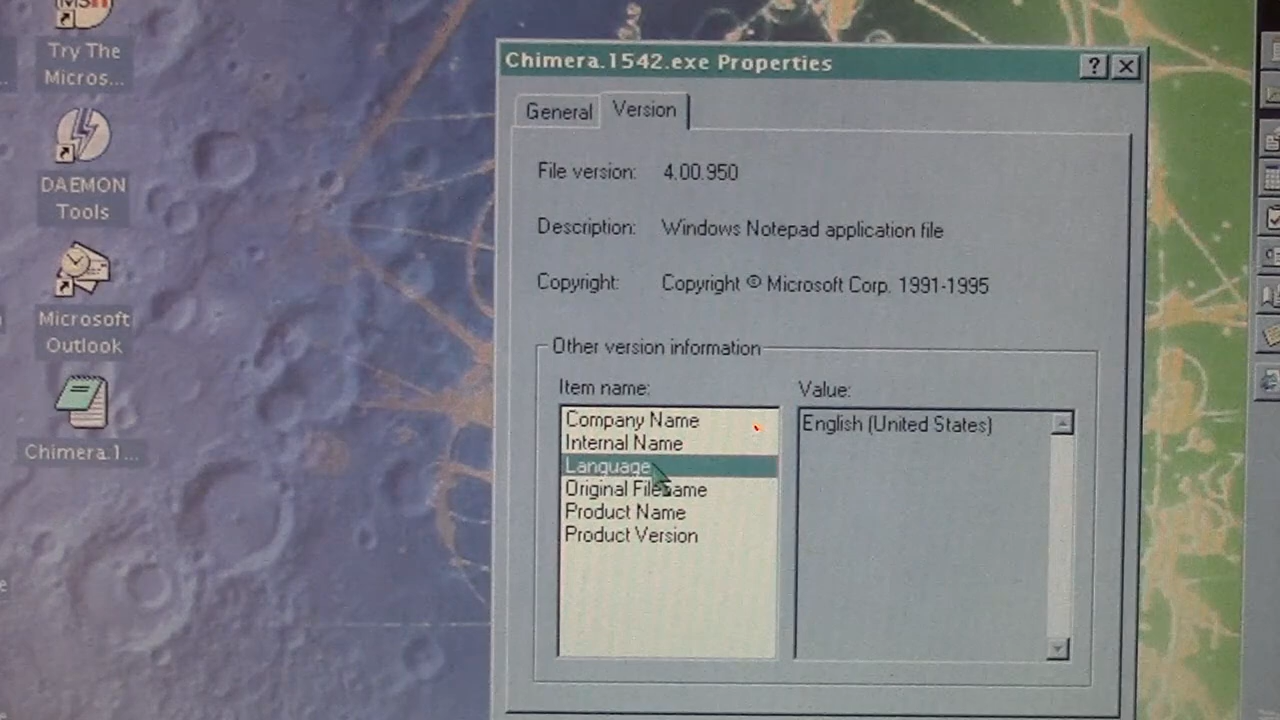 msn
Try The
Micros...
DAEMON
Tools
Microsoft
Outlook
Chimera.1...
Chimera.1542.exe Properties
General
Version
File version: 4.00.950
Description: Windows Notepad application file
Copyright: Copyright © Microsoft Corp. 1991-1995
Other version information
Item name:
Value:
Company Name
Internal Name
Language
Original Filename
Product Name
Product Version
English (United States)